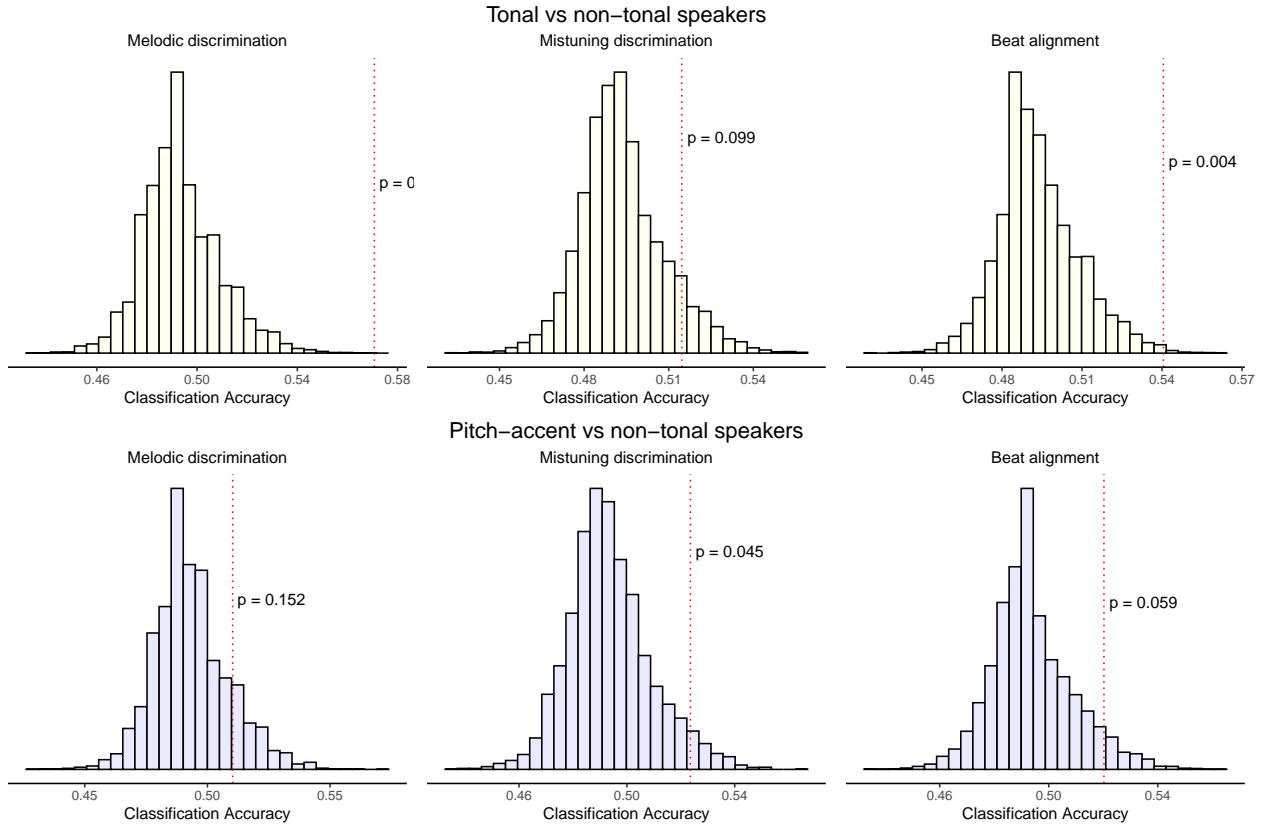 Tonal vs non−tonal speakers
Melodic discrimination
Mistuning discrimination
Beat alignment
p = 0
p = 0.099
p = 0.004
0.46 0.50 0.54 0.58
0.45 0.48 0.51 0.54
0.45 0.48 0.51 0.54 0.57
Classification Accuracy
Classification Accuracy
Classification Accuracy
Pitch−accent vs non−tonal speakers
Melodic discrimination
Mistuning discrimination
Beat alignment
p = 0.152
p = 0.045
p = 0.059
0.45 0.50 0.55
0.46 0.50 0.54
0.46 0.50 0.54
Classification Accuracy
Classification Accuracy
Classification Accuracy